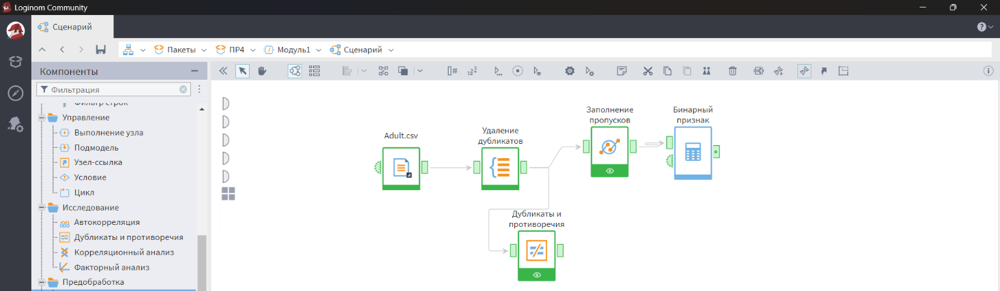 Loginom Community
Сценарий
Пакеты ПР4 Модуль1 Сценарий
Компоненты
Фильтрация
Фильтр строк
Управление
Выполнение узла
Подмодель
Узел-ссылка
Условие
Цикл
Исследование
Автокорреляция
Дубликаты и противоречия
Корреляционный анализ
Факторный анализ
Предобработка
Adult.csv
Удаление
дубликатов
Заполнение
пропусков
Бинарный
признак
Дубликаты и
противоречия